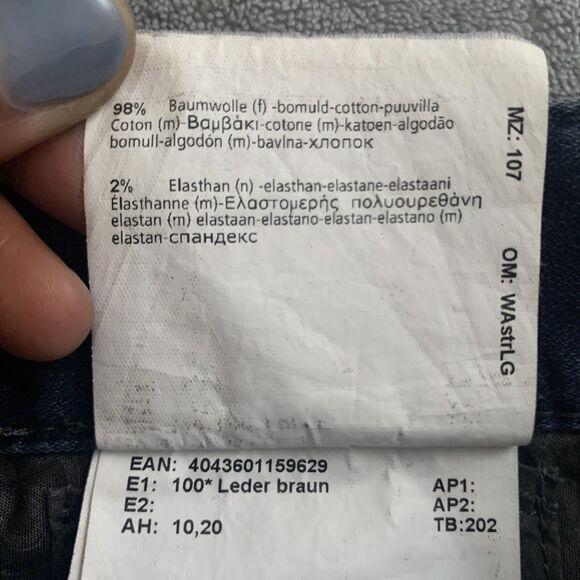 98% Baumwolle (f) -bomuld-cotton-puuvilla
Coton (m)-Βαμβάκι-cotone (m)-katoen-algodão
bomull-algodón (m)-bavlna-хлопок
2% Elasthan (n) -elasthan-elastane-elastaani
Élasthanne (m)-Ελαστομερής πολυουρεθάνη
elastan (m) elastaan-elastano-elastan-elastano (m)
elastan-спандекс
MZ: 107
OM: WAstrLG
EAN: 4043601159629
E1: 100* Leder braun
E2:
AH: 10,20
AP1:
AP2:
TB:202